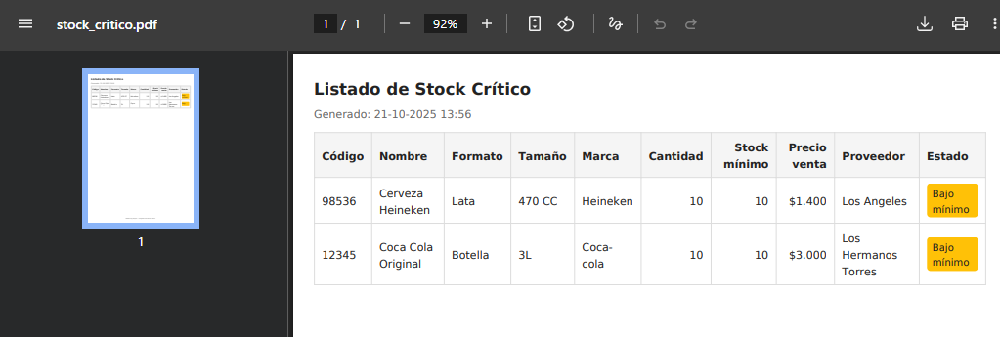 stock_critico.pdf
1 / 1
92%
Listado de Stock Crítico
Generado: 21-10-2025 13:56
Código Nombre Formato Tamaño Marca Cantidad Stock mínimo Precio venta Proveedor Estado
98536 Cerveza Heineken Lata 470 CC Heineken 10 10 $1.400 Los Angeles Bajo mínimo
12345 Coca Cola Original Botella 3L Coca-cola 10 10 $3.000 Los Hermanos Torres Bajo mínimo
1